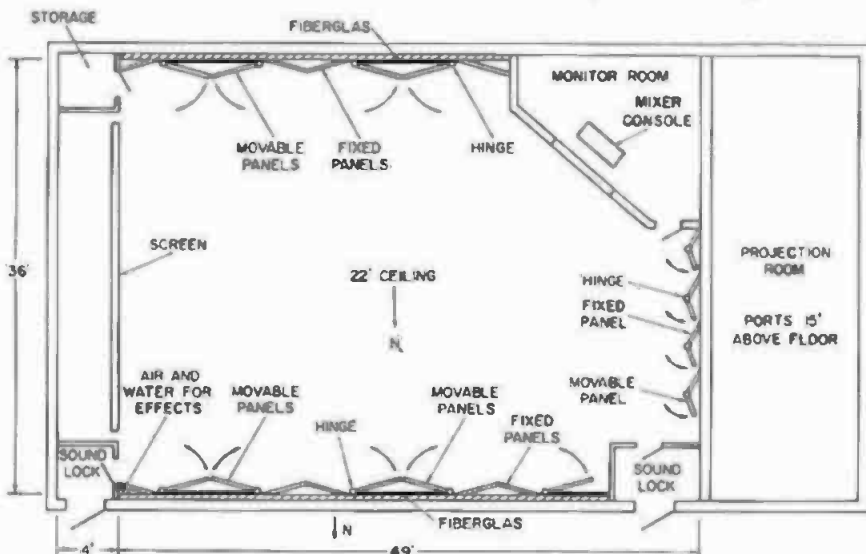 STORAGE
FIBERGLAS
MONITOR ROOM
MIXER
CONSOLE
MOVABLE
PANELS
FIXED
PANELS
HINGE
SCREEN
36'
22' CEILING
N
HINGE
FIXED
PANEL
PROJECTION
ROOM
PORTS 15'
ABOVE FLOOR
AIR AND
WATER FOR
EFFECTS
MOVABLE
PANELS
HINGE
MOVABLE
PANELS
FIXED
PANELS
MOVABLE
PANEL
SOUND
LOCK
SOUND
LOCK
N
FIBERGLAS
4'
49'